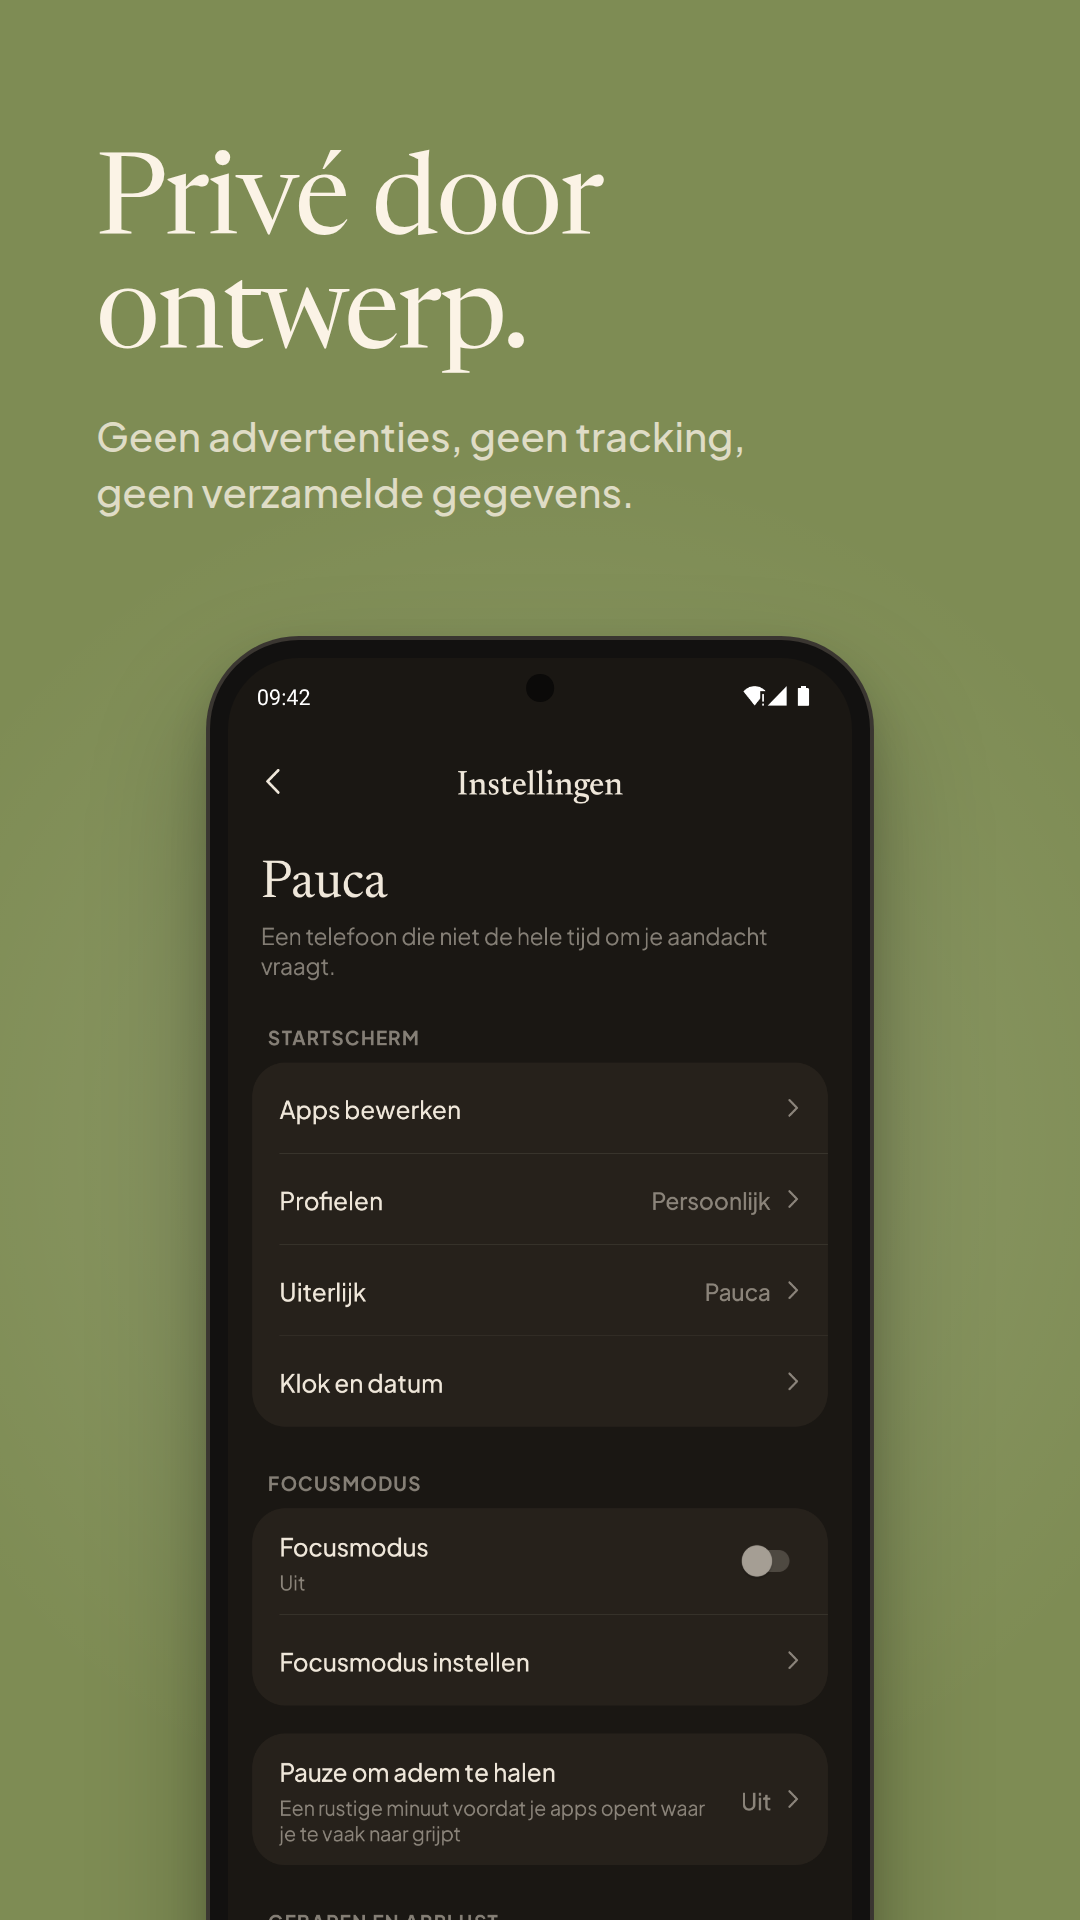 Privé door
ontwerp.
Geen advertenties, geen tracking,
geen verzamelde gegevens.
09:42
Instellingen
Pauca
Een telefoon die niet de hele tijd om je aandacht
vraagt.
STARTSCHERM
Apps bewerken
Profielen Persoonlijk
Uiterlijk Pauca
Klok en datum
FOCUSMODUS
Focusmodus
Uit
Focusmodus instellen
Pauze om adem te halen
Een rustige minuut voordat je apps opent waar
je te vaak naar grijpt
Uit
GEBAREN EN APPLIJST